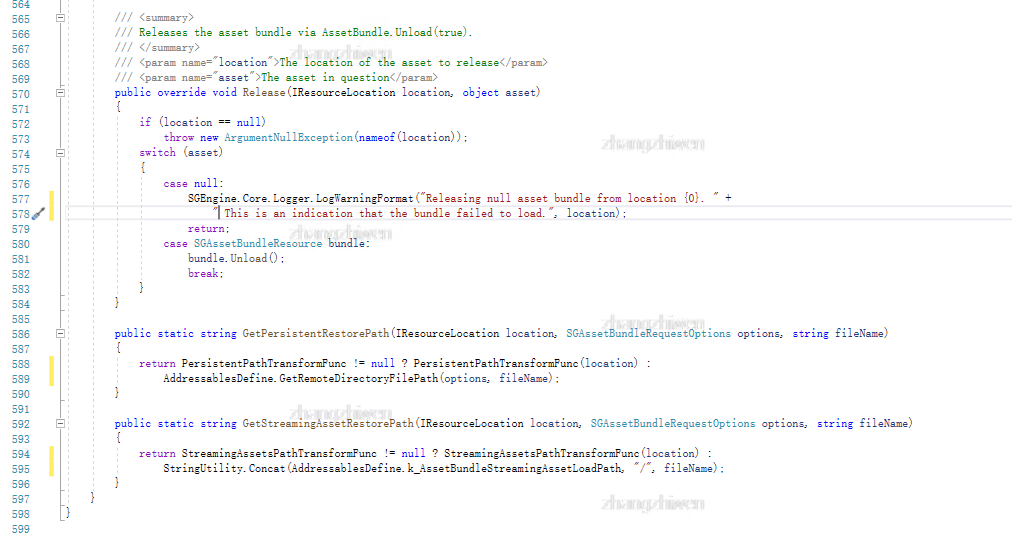 564
565 /// <summary>
566 /// Releases the asset bundle via AssetBundle.Unload(true).
567 /// </summary>
568 /// <param name="location">The location of the asset to release</param>
569 /// <param name="asset">The asset in question</param>
570 public override void Release(IResourceLocation location, object asset)
571 {
572 if (location == null)
573 throw new ArgumentNullException(nameof(location));
574 switch (asset)
575 {
576 case null:
577 SGEngine.Core.Logger.LogWarningFormat("Releasing null asset bundle from location {0}. " +
578 " This is an indication that the bundle failed to load.", location);
579 return;
580 case SGAssetBundleResource bundle:
581 bundle.Unload();
582 break;
583 }
584 }
585
586 public static string GetPersistentRestorePath(IResourceLocation location, SGAssetBundleRequestOptions options, string fileName)
587 {
588 return PersistentPathTransformFunc != null ? PersistentPathTransformFunc(location) :
589 AddressablesDefine.GetRemoteDirectoryFilePath(options, fileName);
590 }
591
592 public static string GetStreamingAssetRestorePath(IResourceLocation location, SGAssetBundleRequestOptions options, string fileName)
593 {
594 return StreamingAssetsPathTransformFunc != null ? StreamingAssetsPathTransformFunc(location) :
595 StringUtility.Concat(AddressablesDefine.k_AssetBundleStreamingAssetLoadPath, "/", fileName);
596 }
597 }
598 }
599
zhangzhiwen
zhangzhiwen
zhangzhiwen
zhangzhiwen
zhangzhiwen
zhangzhiwen